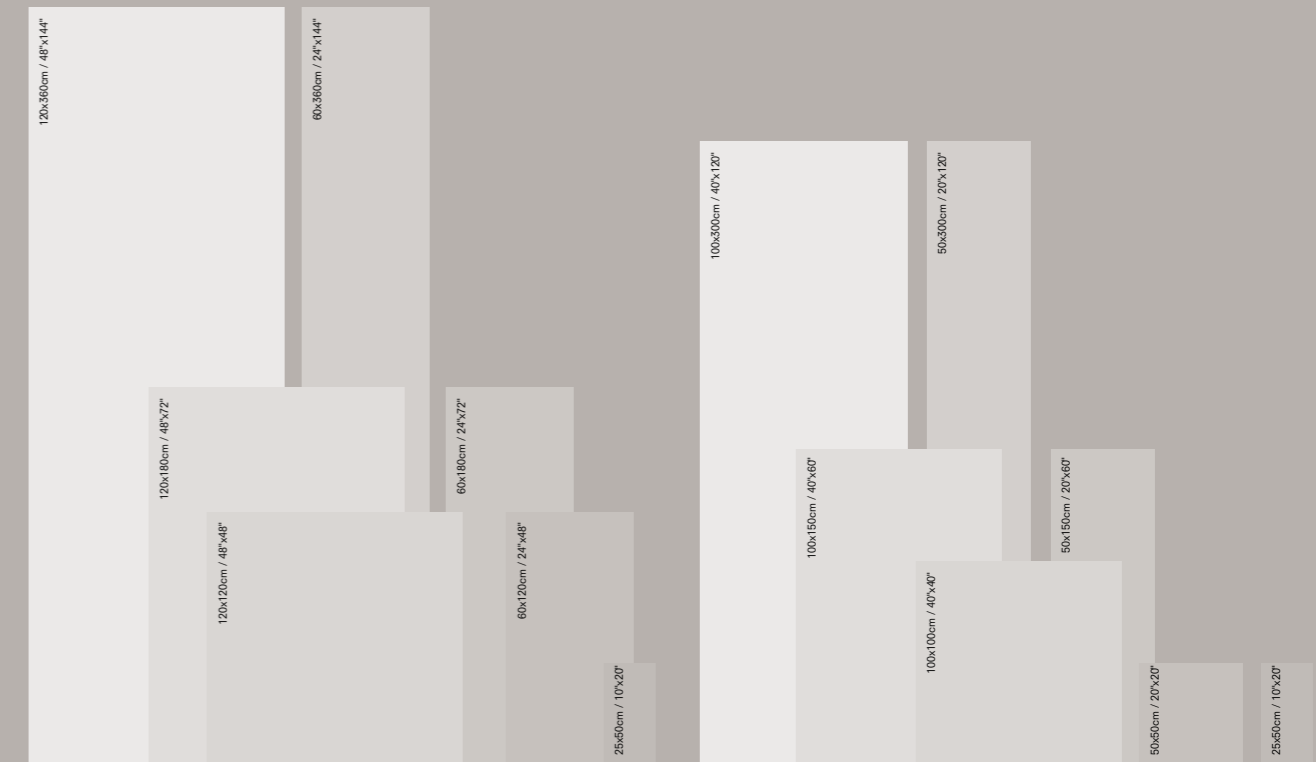 120x360cm / 48"x144"
60x360cm / 24"x144"
120x180cm / 48"x72"
60x180cm / 24"x72"
120x120cm / 48"x48"
60x120cm / 24"x48"
25x50cm / 10"x20"
100x300cm / 40"x120"
50x300cm / 20"x120"
100x150cm / 40"x60"
50x150cm / 20"x60"
100x100cm / 40"x40"
50x50cm / 20"x20"
25x50cm / 10"x20"